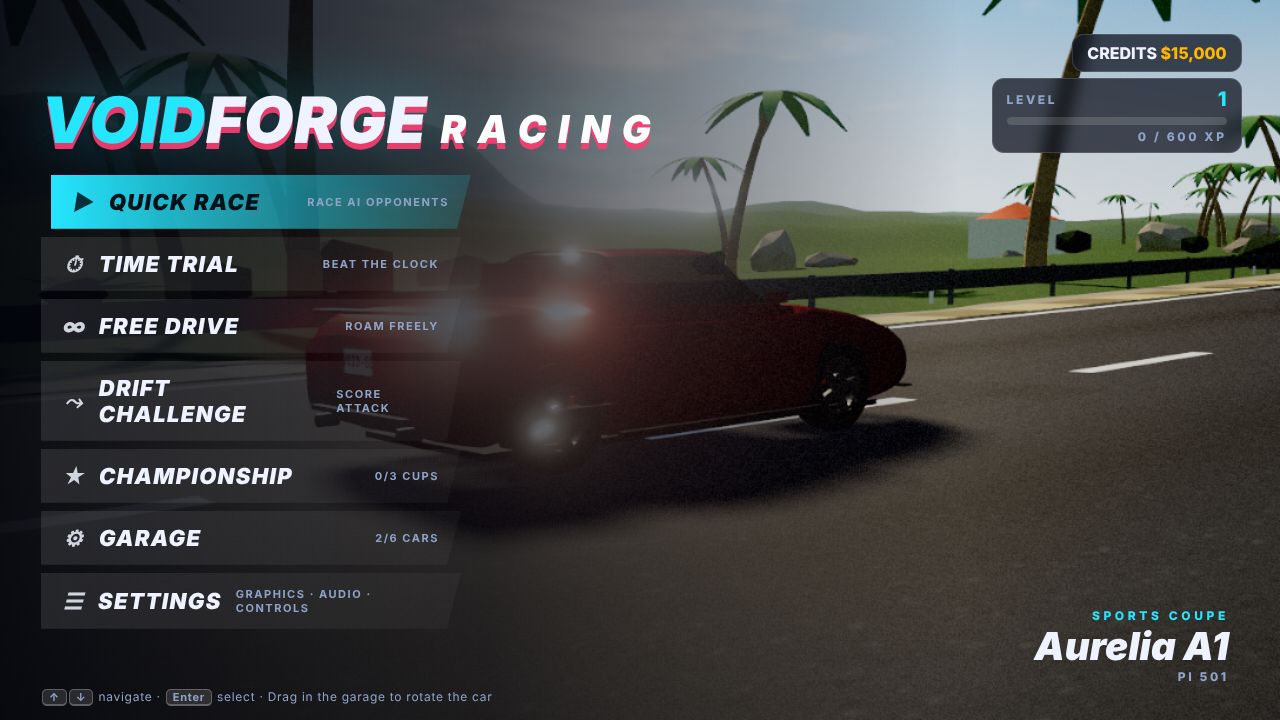 CREDITS $15,000
LEVEL 1
0 / 600 XP
VOIDFORGE RACING
QUICK RACE RACE AI OPPONENTS
TIME TRIAL BEAT THE CLOCK
FREE DRIVE ROAM FREELY
DRIFT
CHALLENGE
SCORE
ATTACK
CHAMPIONSHIP 0/3 CUPS
GARAGE 2/6 CARS
SETTINGS
GRAPHICS · AUDIO ·
CONTROLS
SPORTS COUPE
Aurelia A1
PI 501
↑ ↓ navigate · Enter select · Drag in the garage to rotate the car